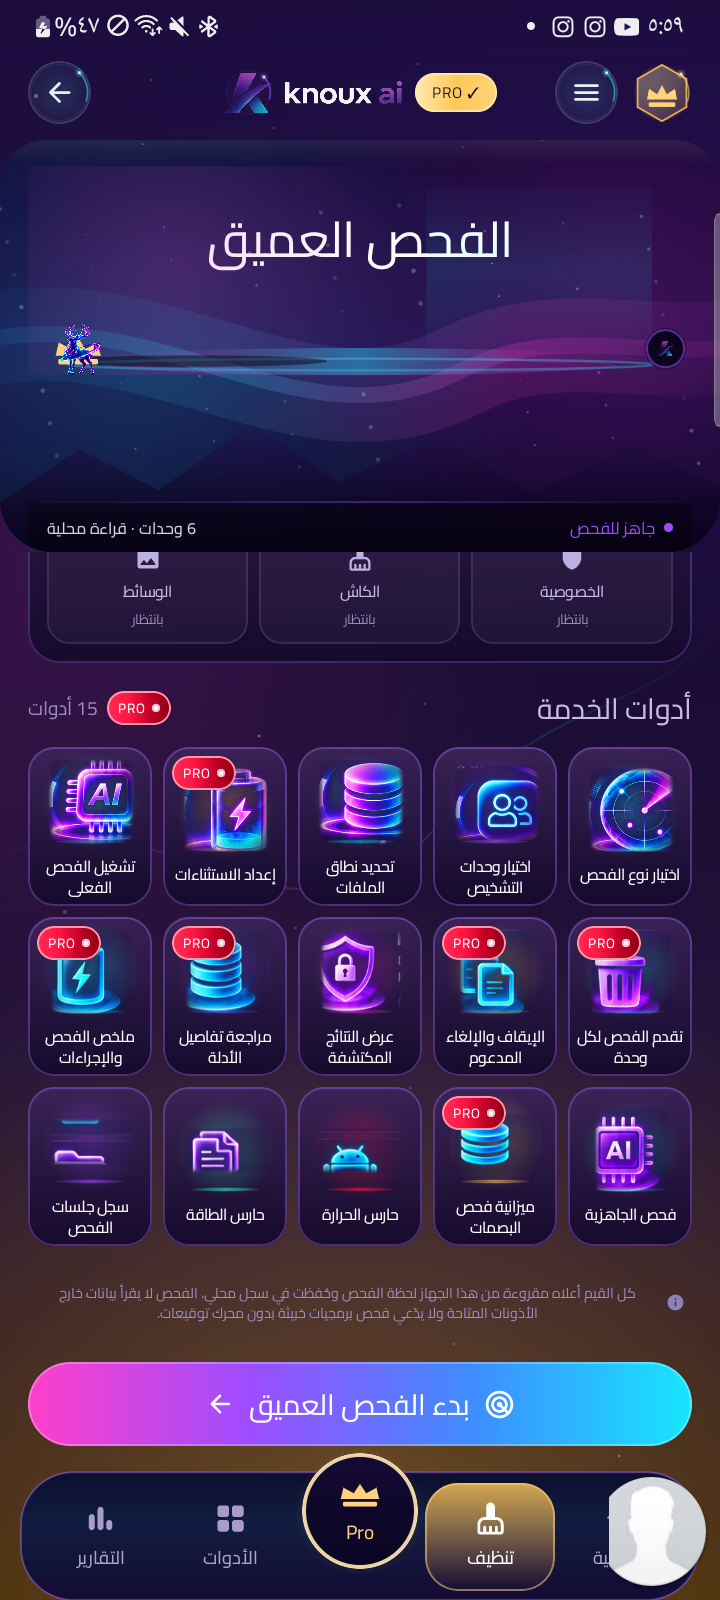 ٥:٥٩
%٤٧
knoux ai
PRO ✓
الفحص العميق
جاهز للفحص
6 وحدات · قراءة محلية
الخصوصية
بانتظار
الكاش
بانتظار
الوسائط
بانتظار
أدوات الخدمة
PRO
15 أدوات
اختيار نوع الفحص
اختيار وحدات
التشخيص
تحديد نطاق
الملفات
PRO
إعداد الاستثناءات
AI
تشغيل الفحص
الفعلي
PRO
تقدم الفحص لكل
وحدة
PRO
الإيقاف والإلغاء
المدعوم
عرض النتائج
المكتشفة
PRO
مراجعة تفاصيل
الأدلة
PRO
ملخص الفحص
والإجراءات
AI
فحص الجاهزية
PRO
ميزانية فحص
البصمات
حارس الحرارة
حارس الطاقة
سجل جلسات
الفحص
كل القيم أعلاه مقروءة من هذا الجهاز لحظة الفحص وحُفظت في سجل محلي. الفحص لا يقرأ بيانات خارج
الأذونات المتاحة ولا يدّعي فحص برمجيات خبيثة بدون محرك توقيعات.
بدء الفحص العميق
تنظيف
Pro
الأدوات
التقارير